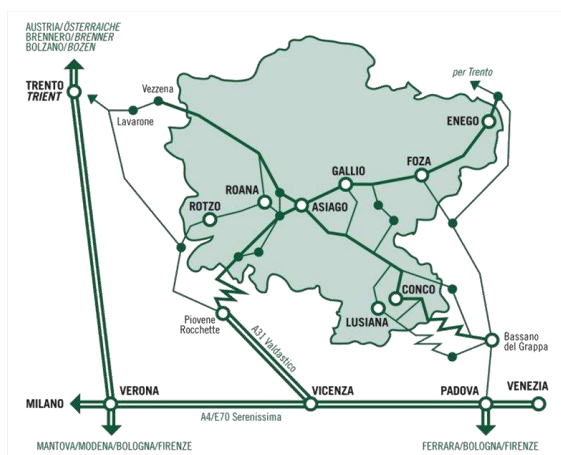 AUSTRIA/ÖSTERRAICHE
BRENNERO/BRENNER
BOLZANO/BOZEN
TRENTO
TRIENT
Vezzena
Lavarone
per Trento
ENEGO
FOZA
GALLIO
ROANA
ROTZO
ASIAGO
CONCO
LUSIANA
Piovene
Rocchette
A31 Valdastico
Bassano
del Grappa
MILANO
VERONA
VICENZA
PADOVA
VENEZIA
A4/E70 Serenissima
MANTOVA/MODENA/BOLOGNA/FIRENZE
FERRARA/BOLOGNA/FIRENZE